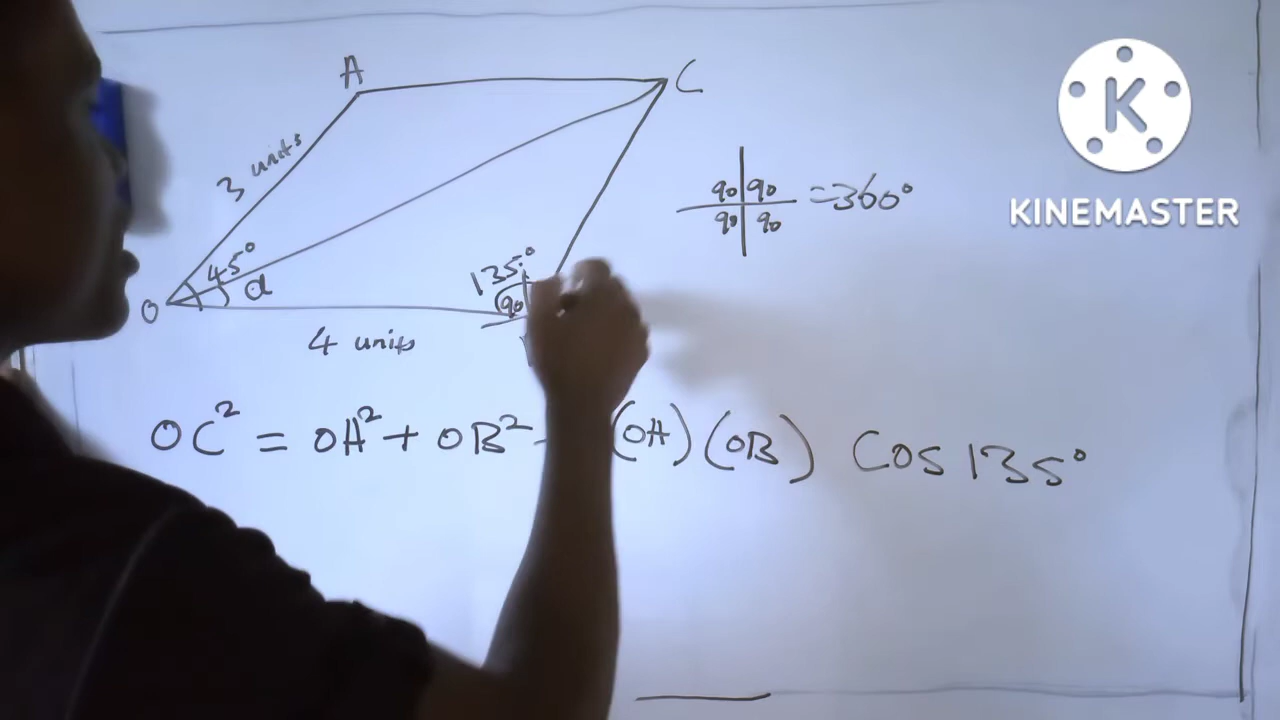 A
C
3 units
45°
α
O
135°
90
4 units
90 90
90 90
=360°
OC² = OA² + OB² - (OA)(OB) Cos 135°
K
KINEMASTER